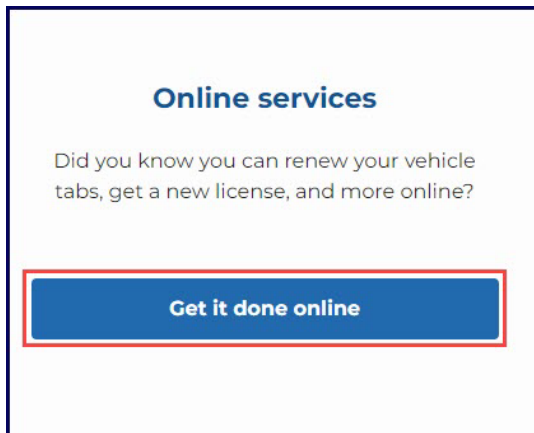 Online services
Did you know you can renew your vehicle
tabs, get a new license, and more online?
Get it done online